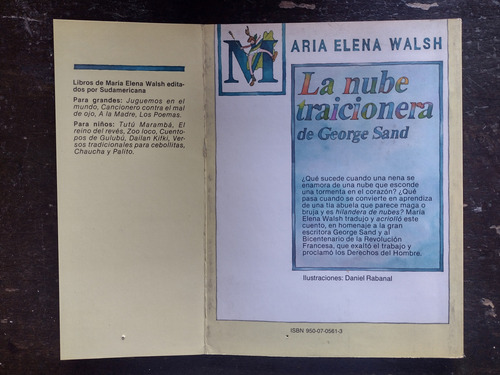 Libros de María Elena Walsh edita-
dos por Sudamericana
Para grandes: Juguemos en el
mundo, Cancionero contra el mal
de ojo, A la Madre, Los Poemas.
Para niños: Tutú Marambá, El
reino del revés, Zoo loco, Cuento-
pos de Gulubú, Dailan Kifki, Ver-
sos tradicionales para cebollitas,
Chaucha y Palito.
MARIA ELENA WALSH
La nube
traicionera
de George Sand
¿Qué sucede cuando una nena se
enamora de una nube que esconde
una tormenta en el corazón? ¿Qué
pasa cuando se convierte en aprendiza
de una tía abuela que parece maga o
bruja y es hilandera de nubes? María
Elena Walsh tradujo y acriolló este
cuento, en homenaje a la gran
escritora George Sand y al
Bicentenario de la Revolución
Francesa, que exaltó el trabajo y
proclamó los Derechos del Hombre.
Ilustraciones: Daniel Rabanal
ISBN 950-07-0561-3